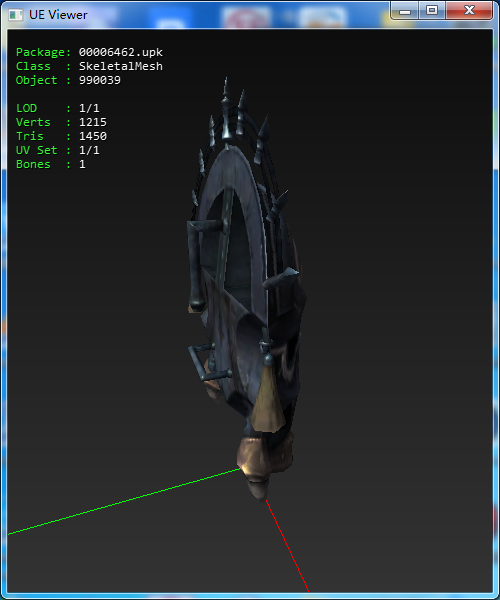 UE Viewer
Package: 00006462.upk
Class  : SkeletalMesh
Object : 990039
LOD    : 1/1
Verts  : 1215
Tris   : 1450
UV Set : 1/1
Bones  : 1